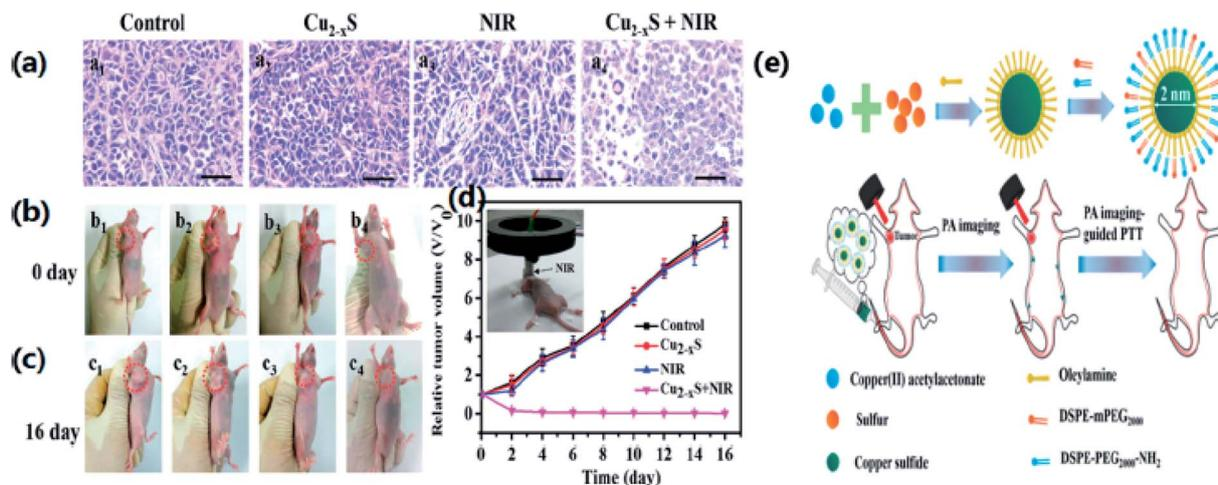 Control
Cu2-xS
NIR
Cu2-xS + NIR
(a)
a1
a2
a3
a4
(b)
b1
b2
b3
b4
0 day
(c)
c1
c2
c3
c4
16 day
(d)
Relative tumor volume (V/V0)
10
8
6
4
2
0
NIR
Control
Cu2-xS
NIR
Cu2-xS+NIR
0 2 4 6 8 10 12 14 16
Time (day)
(e)
2 nm
Tumor
PA imaging
PA imaging-
guided PTT
Copper(II) acetylacetonate
Sulfur
Copper sulfide
Oleylamine
DSPE-mPEG2000
DSPE-PEG2000-NH2